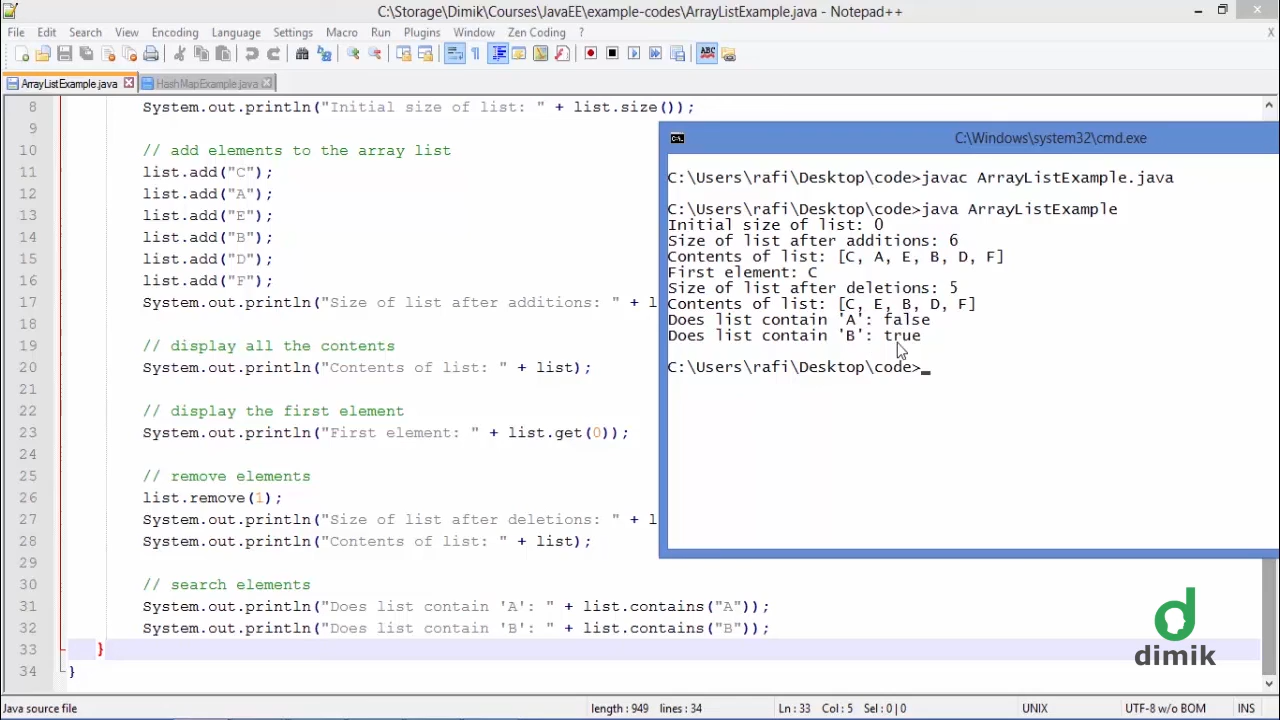 C:\Storage\Dimik\Courses\JavaEE\example-codes\ArrayListExample.java - Notepad++
File Edit Search View Encoding Language Settings Macro Run Plugins Window Zen Coding ? X
ArrayListExample.java HashMapExample.java
8 System.out.println("Initial size of list: " + list.size());
9
10 // add elements to the array list
11 list.add("C");
12 list.add("A");
13 list.add("E");
14 list.add("B");
15 list.add("D");
16 list.add("F");
17 System.out.println("Size of list after additions: " + l
18
19 // display all the contents
20 System.out.println("Contents of list: " + list);
21
22 // display the first element
23 System.out.println("First element: " + list.get(0));
24
25 // remove elements
26 list.remove(1);
27 System.out.println("Size of list after deletions: " + l
28 System.out.println("Contents of list: " + list);
29
30 // search elements
31 System.out.println("Does list contain 'A': " + list.contains("A"));
32 System.out.println("Does list contain 'B': " + list.contains("B"));
33 }
34 }
C:\Windows\system32\cmd.exe
C:\Users\rafi\Desktop\code>javac ArrayListExample.java
C:\Users\rafi\Desktop\code>java ArrayListExample
Initial size of list: 0
Size of list after additions: 6
Contents of list: [C, A, E, B, D, F]
First element: C
Size of list after deletions: 5
Contents of list: [C, E, B, D, F]
Does list contain 'A': false
Does list contain 'B': true
C:\Users\rafi\Desktop\code>_
dimik
Java source file length : 949 lines : 34 Ln : 33 Col : 5 Sel : 0 | 0 UNIX UTF-8 w/o BOM INS